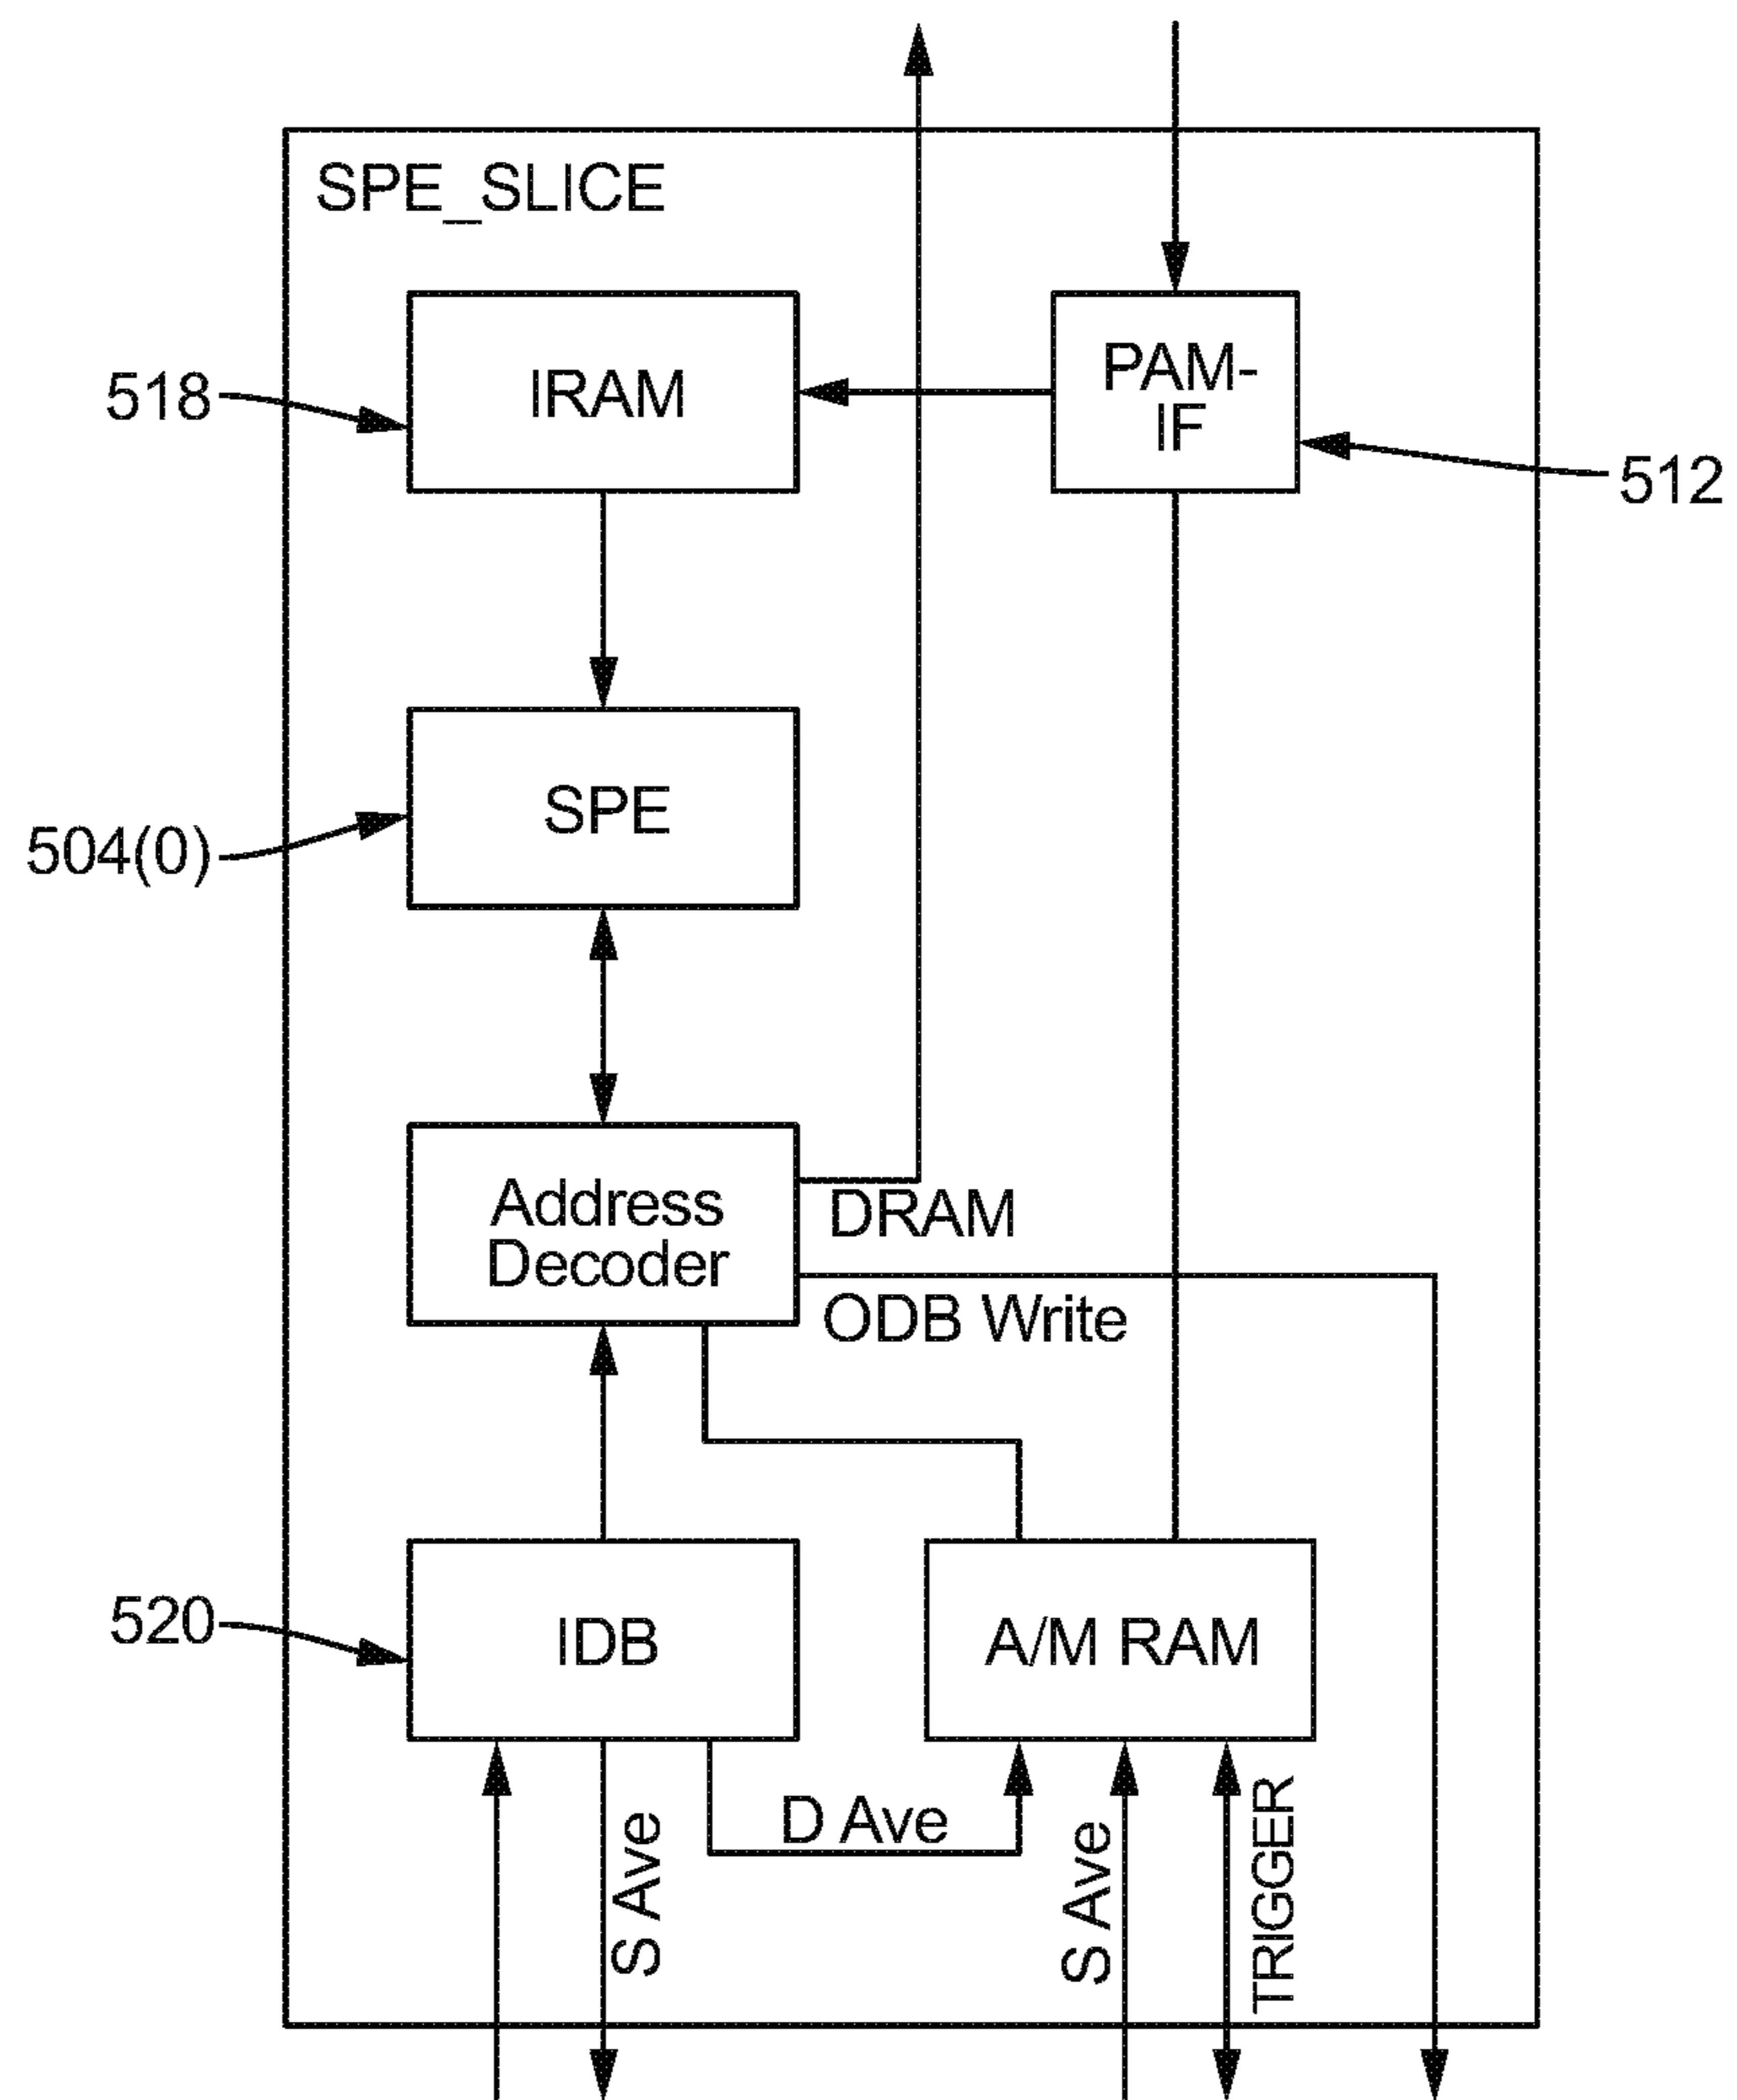 SPE_SLICE
IRAM
PAM-
IF
518
512
SPE
504(0)
Address
Decoder
DRAM
ODB Write
IDB
A/M RAM
520
D Ave
S Ave
S Ave
TRIGGER